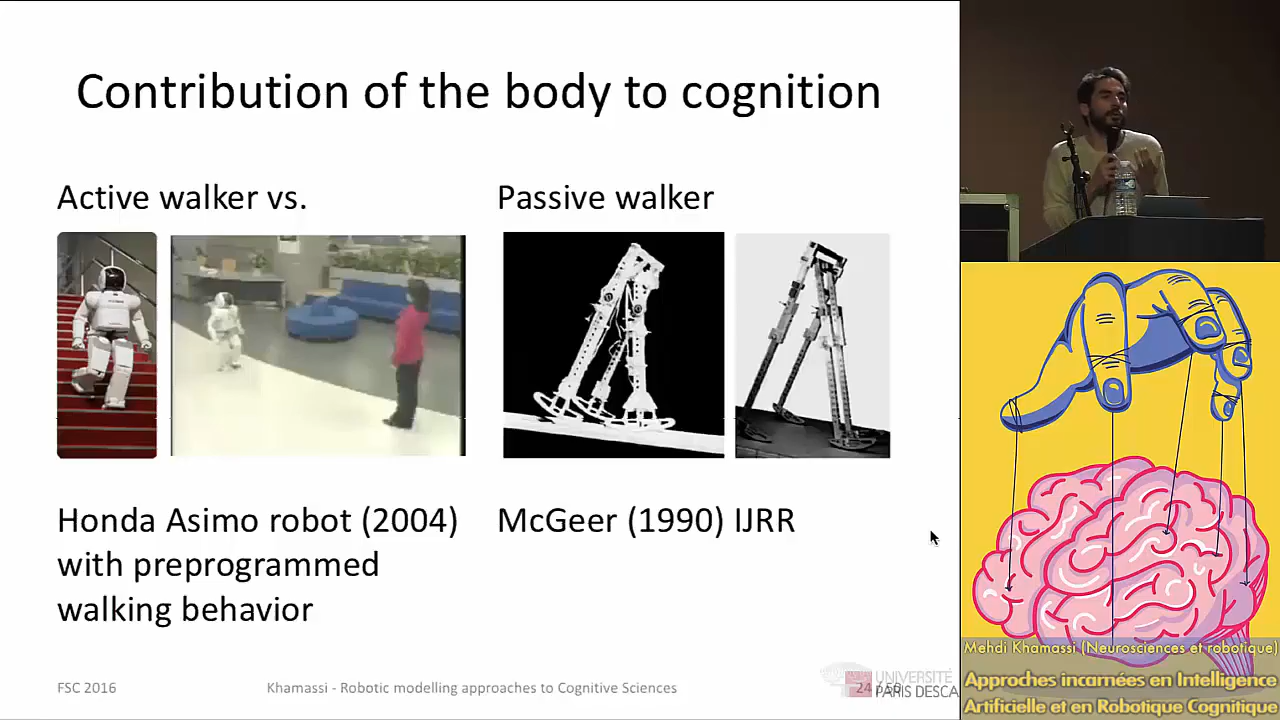 Contribution of the body to cognition
Active walker vs.
Passive walker
Honda Asimo robot (2004)
with preprogrammed
walking behavior
McGeer (1990) IJRR
FSC 2016
Khamassi - Robotic modelling approaches to Cognitive Sciences
24
UNIVERSITÉ
PARIS DESCA
Mehdi Khamassi (Neurosciences et robotique)
Approches incarnées en Intelligence
Artificielle et en Robotique Cognitique